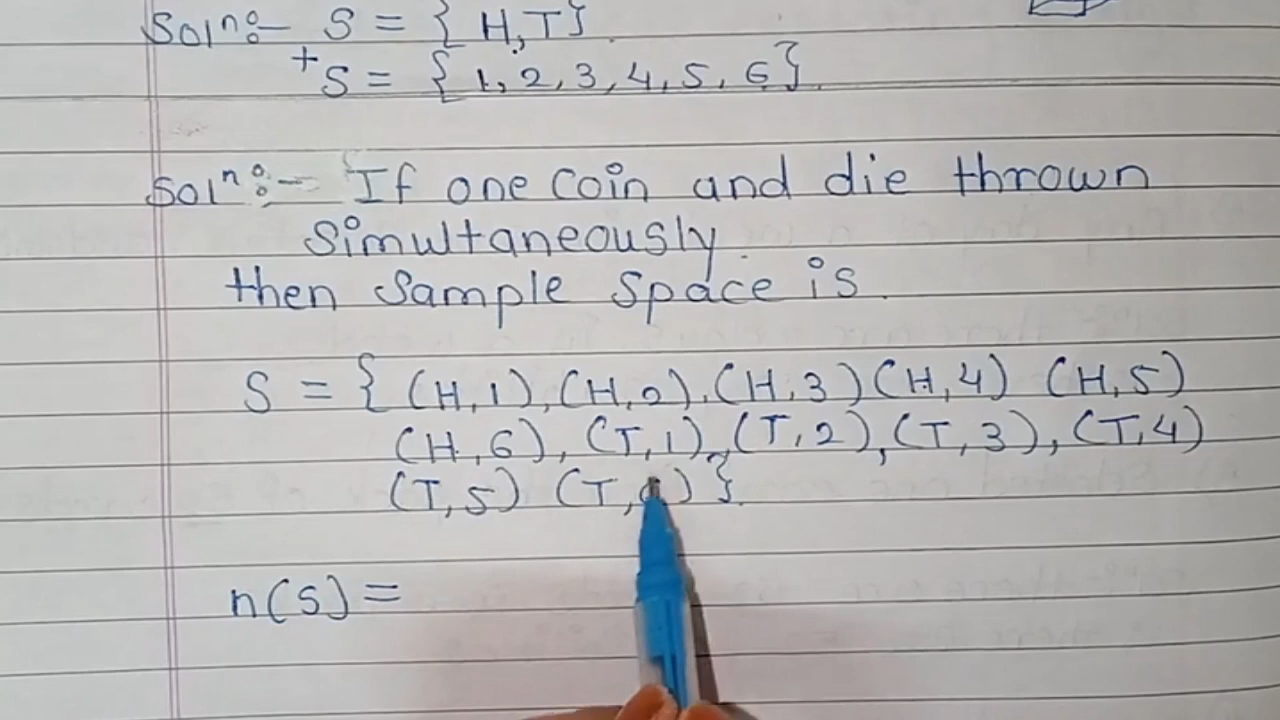 Solⁿ:- S = { H, T}.
+S = { 1, 2, 3, 4, 5, 6}.
Solⁿ:- If one coin and die thrown
simultaneously.
then sample space is.
S = { (H,1), (H,2), (H,3) (H,4) (H,5)
(H,6), (T,1), (T,2), (T,3), (T,4)
(T,5) (T, ) }.
n(S) =